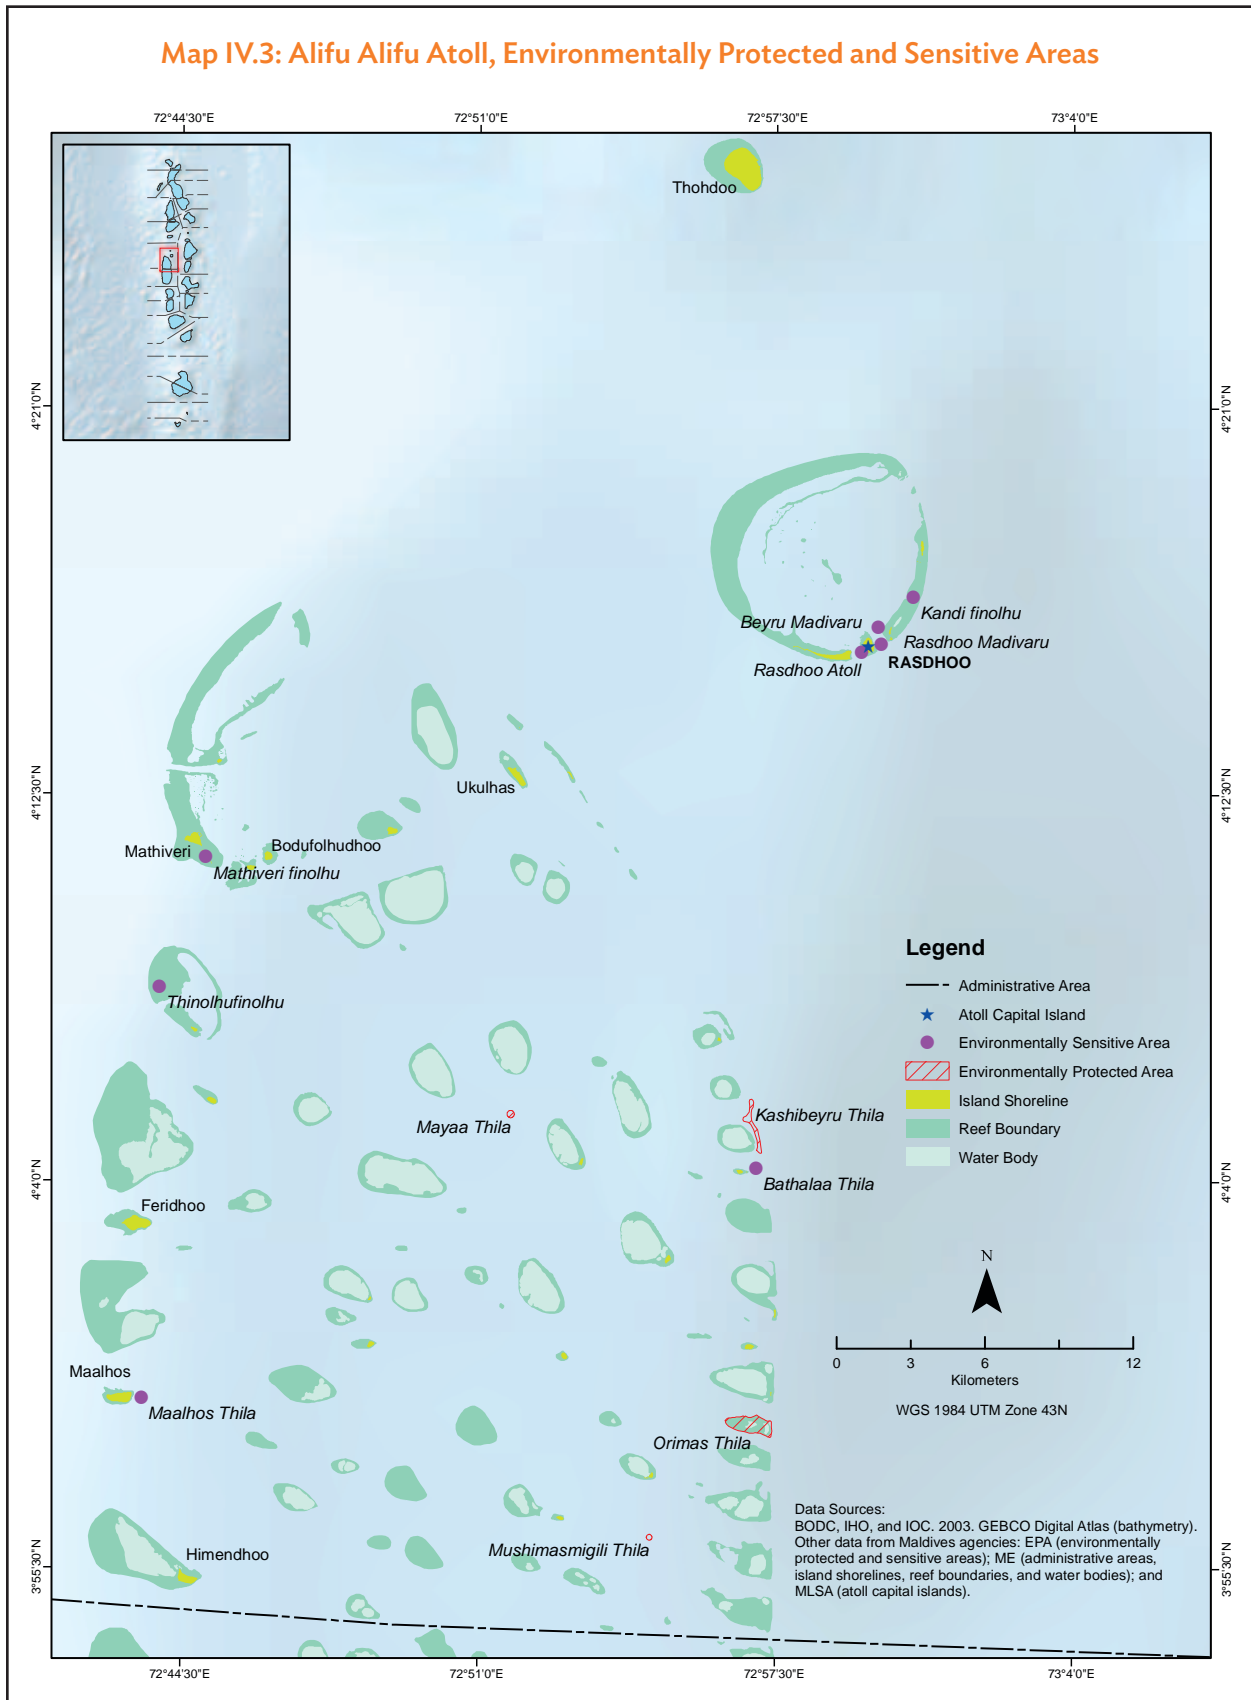 Map IV.3: Alifu Alifu Atoll, Environmentally Protected and Sensitive Areas
72°44'30"E
72°51'0"E
72°57'30"E
73°4'0"E
Thohdoo
4°21'0"N
4°21'0"N
Kandi finolhu
Beyru Madivaru
Rasdhoo Madivaru
RASDHOO
Rasdhoo Atoll
Ukulhas
4°12'30"N
4°12'30"N
Mathiveri
Bodufolhudhoo
Mathiveri finolhu
Thinolhufinolhu
Legend
Administrative Area
Atoll Capital Island
Environmentally Sensitive Area
Environmentally Protected Area
Island Shoreline
Reef Boundary
Water Body
Mayaa Thila
Kashibeyru Thila
Bathalaa Thila
4°4'0"N
4°4'0"N
Feridhoo
N
0 3 6 12
Kilometers
WGS 1984 UTM Zone 43N
Maalhos
Maalhos Thila
Orimas Thila
Mushimasmigili Thila
Himendhoo
3°55'30"N
3°55'30"N
Data Sources:
BODC, IHO, and IOC. 2003. GEBCO Digital Atlas (bathymetry).
Other data from Maldives agencies: EPA (environmentally
protected and sensitive areas); ME (administrative areas,
island shorelines, reef boundaries, and water bodies); and
MLSA (atoll capital islands).
72°44'30"E
72°51'0"E
72°57'30"E
73°4'0"E